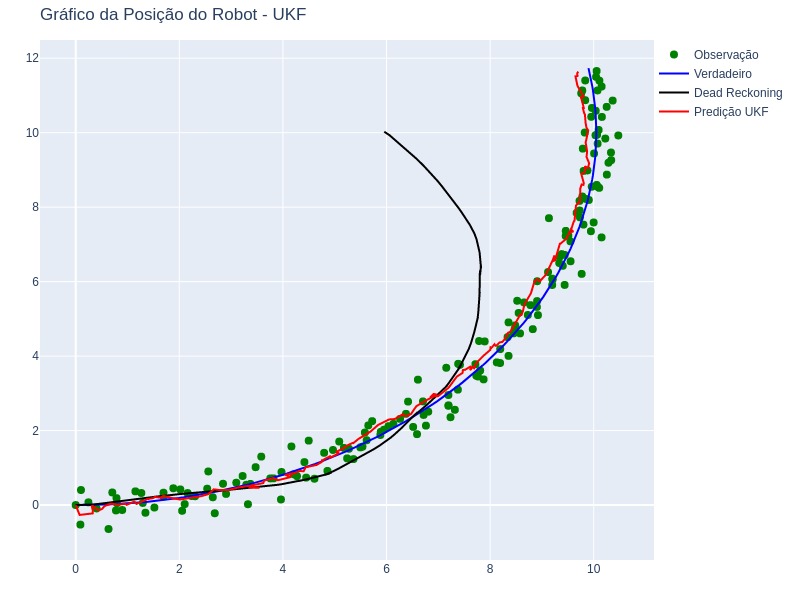 Gráfico da Posição do Robot - UKF
Observação
Verdadeiro
Dead Reckoning
Predição UKF
12
10
8
6
4
2
0
0 2 4 6 8 10